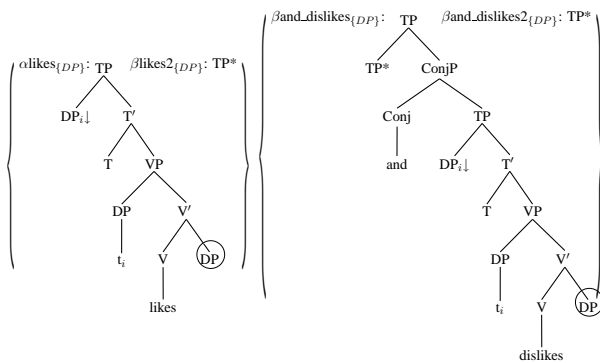 αlikes{DP}: TP βlikes2{DP}: TP*
DPi↓ T′
T VP
DP V′
ti V DP
likes
βand_dislikes{DP}: TP βand_dislikes2{DP}: TP*
TP* ConjP
Conj TP
and DPi↓ T′
T VP
DP V′
ti V DP
dislikes